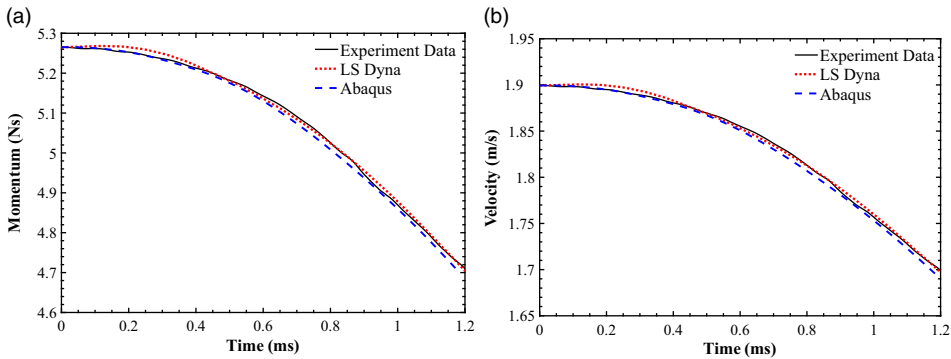 (a)
5.3
5.2
5.1
5
4.9
4.8
4.7
4.6
Momentum (Ns)
Experiment Data
LS Dyna
Abaqus
0 0.2 0.4 0.6 0.8 1 1.2
Time (ms)
(b)
1.95
1.9
1.85
1.8
1.75
1.7
1.65
Velocity (m/s)
Experiment Data
LS Dyna
Abaqus
0 0.2 0.4 0.6 0.8 1 1.2
Time (ms)